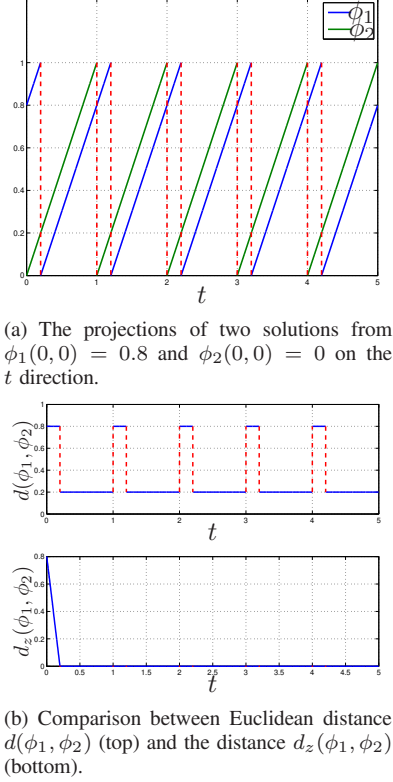 ϕ1
ϕ2
1
0.8
0.6
0.4
0.2
0
0 1 2 3 4 5
t
(a) The projections of two solutions from
ϕ1(0, 0) = 0.8 and ϕ2(0, 0) = 0 on the
t direction.
d(ϕ1, ϕ2)
1
0.8
0.6
0.4
0.2
0
0 1 2 3 4 5
t
dz(ϕ1, ϕ2)
0.8
0.6
0.4
0.2
0
0 0.5 1 1.5 2 2.5 3 3.5 4 4.5 5
t
(b) Comparison between Euclidean distance
d(ϕ1, ϕ2) (top) and the distance dz(ϕ1, ϕ2)
(bottom).